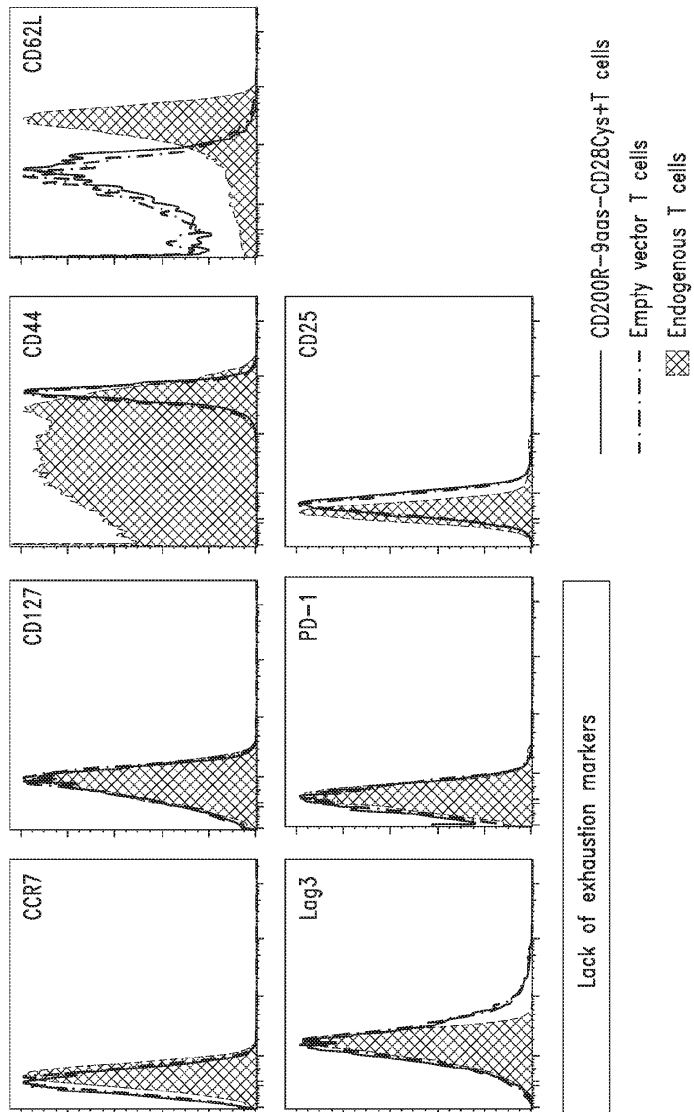 CCR7
CD127
CD44
CD62L
Lag3
PD-1
CD25
Lack of exhaustion markers
CD200R-9aas-CD28Cys+T cells
Empty vector T cells
Endogenous T cells